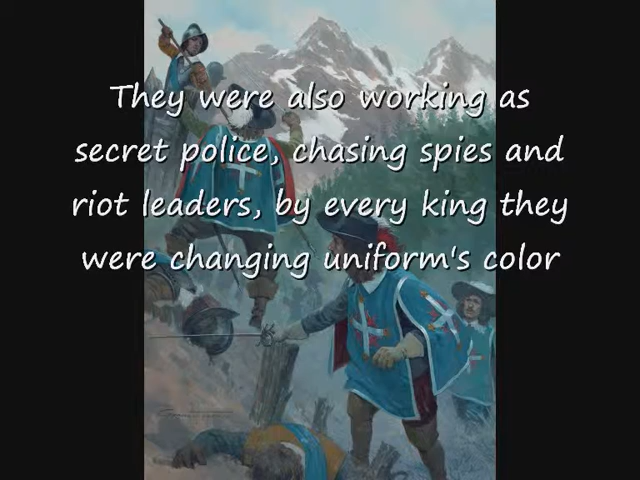 They were also working as
secret police, chasing spies and
riot leaders, by every king they
were changing uniform's color